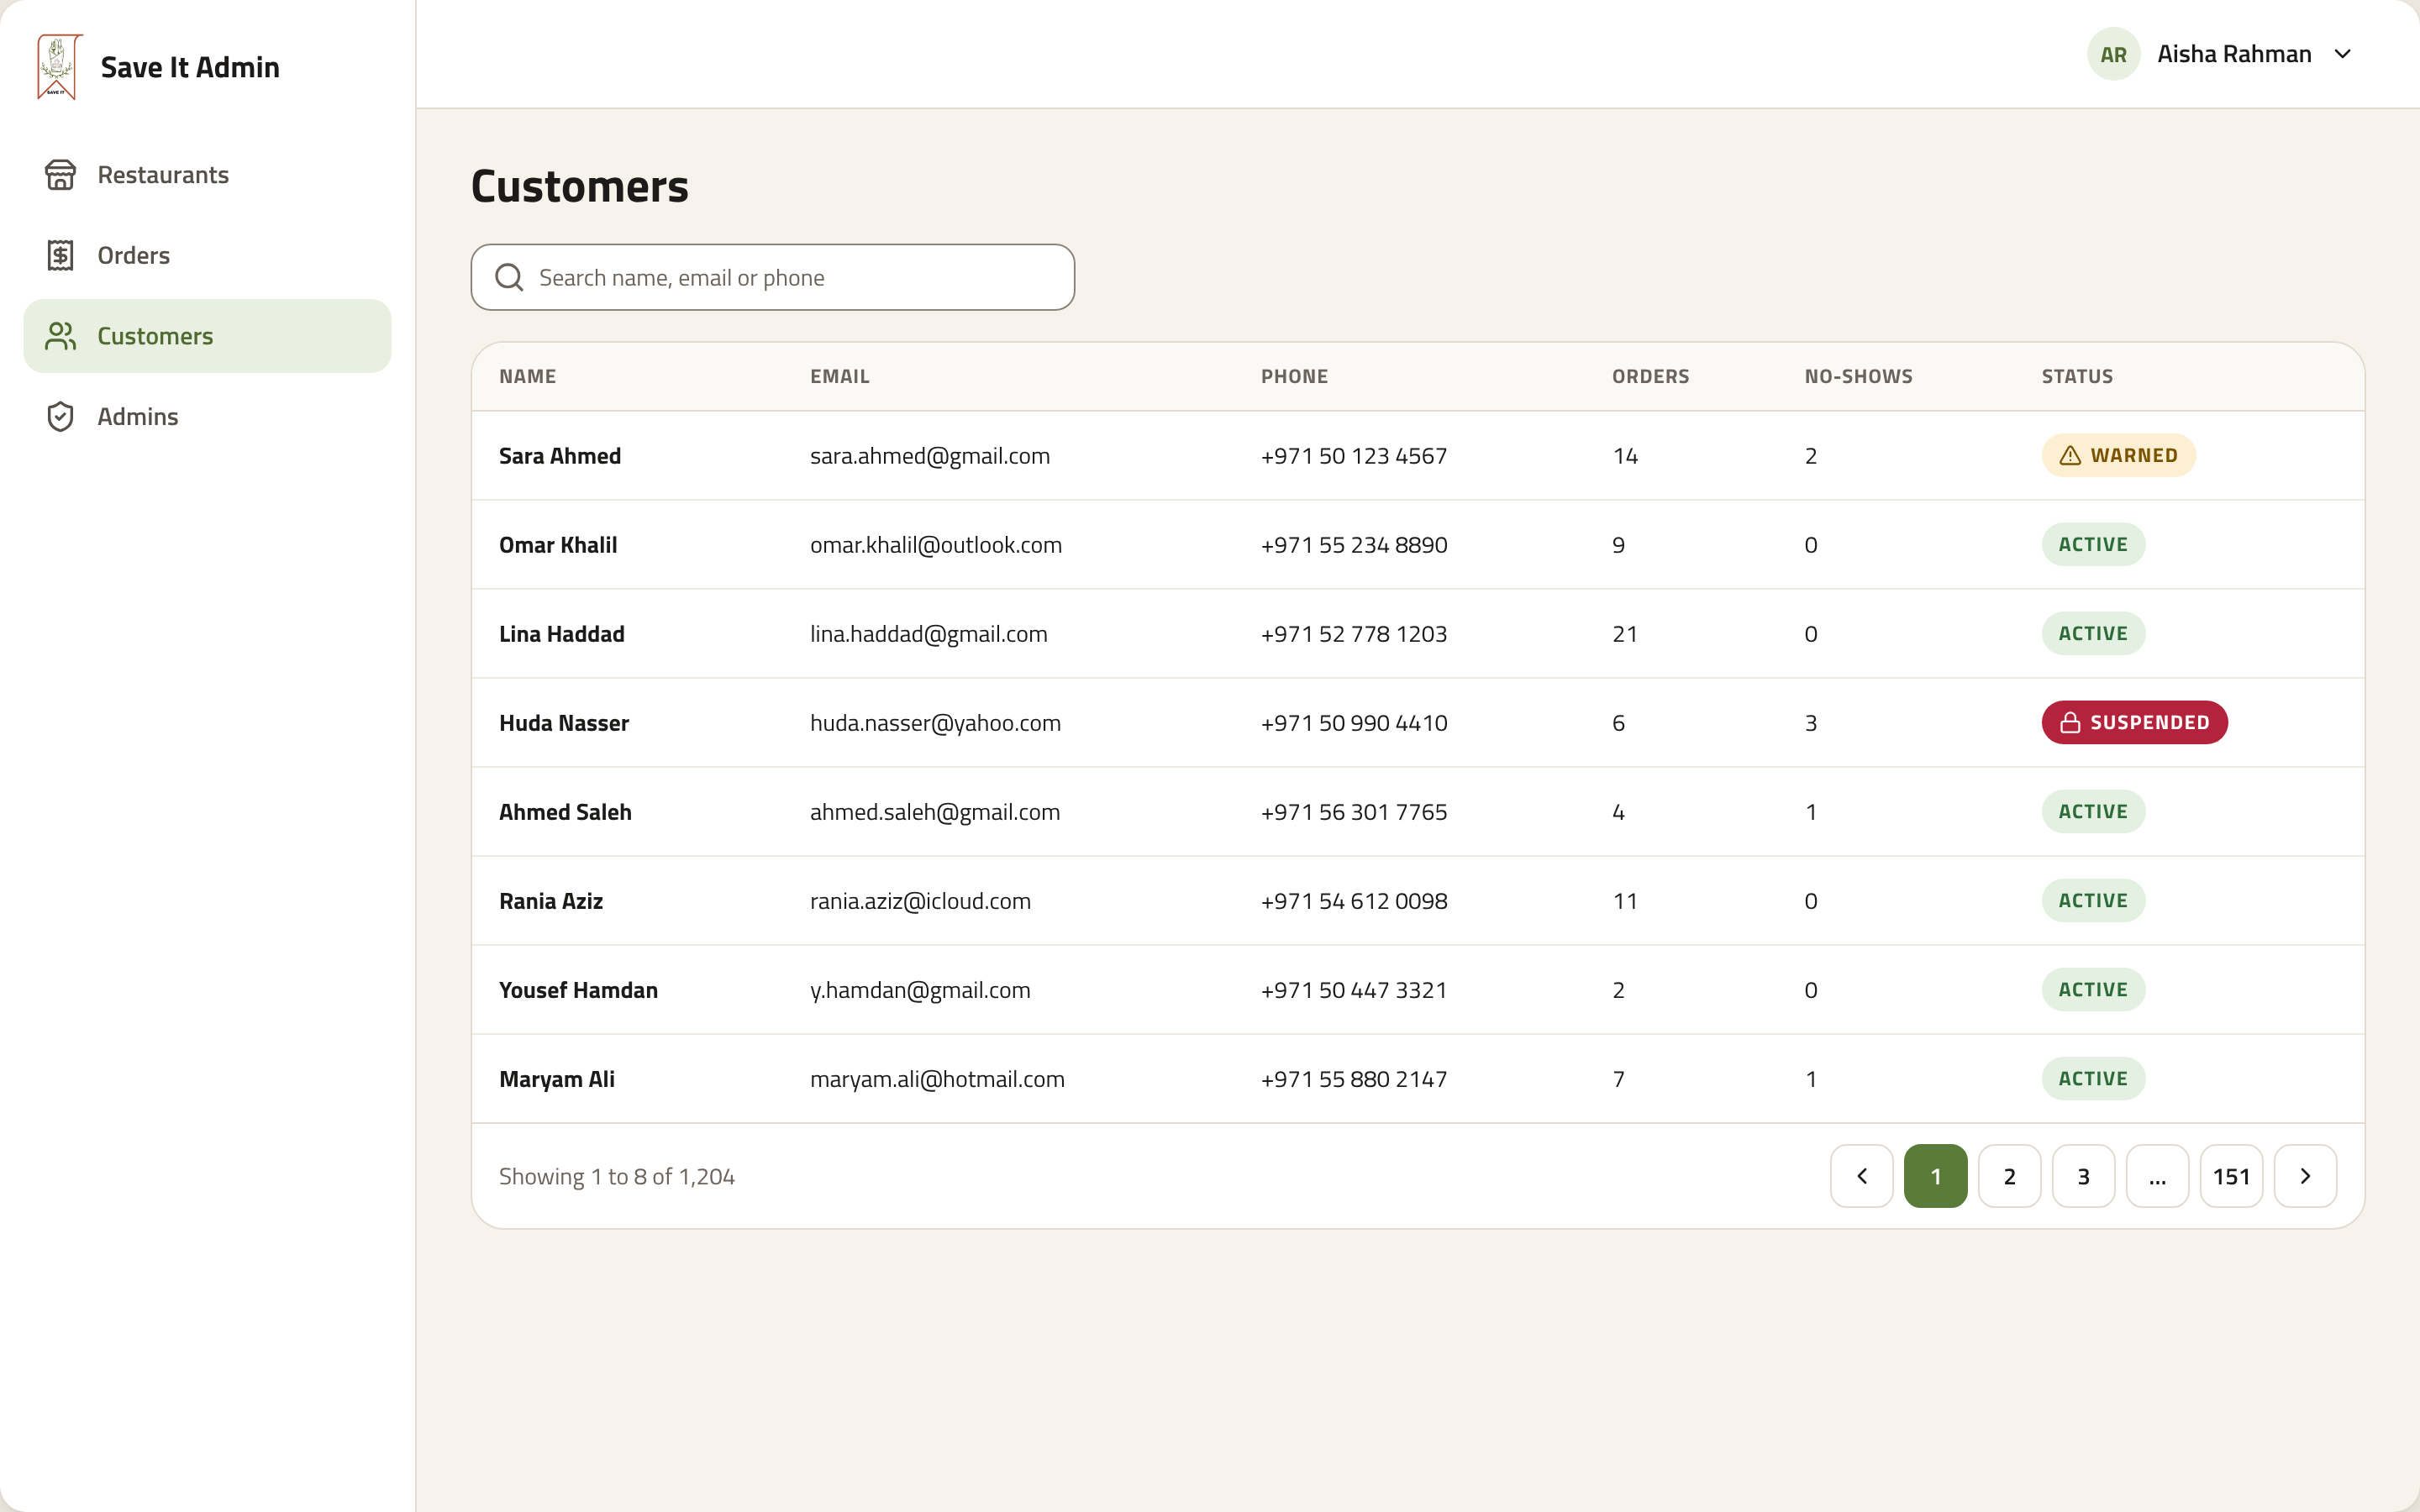 SAVE IT
Save It Admin
AR Aisha Rahman
Restaurants
Orders
Customers
Admins
Customers
Search name, email or phone
NAME EMAIL PHONE ORDERS NO-SHOWS STATUS
Sara Ahmed sara.ahmed@gmail.com +971 50 123 4567 14 2 WARNED
Omar Khalil omar.khalil@outlook.com +971 55 234 8890 9 0 ACTIVE
Lina Haddad lina.haddad@gmail.com +971 52 778 1203 21 0 ACTIVE
Huda Nasser huda.nasser@yahoo.com +971 50 990 4410 6 3 SUSPENDED
Ahmed Saleh ahmed.saleh@gmail.com +971 56 301 7765 4 1 ACTIVE
Rania Aziz rania.aziz@icloud.com +971 54 612 0098 11 0 ACTIVE
Yousef Hamdan y.hamdan@gmail.com +971 50 447 3321 2 0 ACTIVE
Maryam Ali maryam.ali@hotmail.com +971 55 880 2147 7 1 ACTIVE
Showing 1 to 8 of 1,204 1 2 3 ... 151